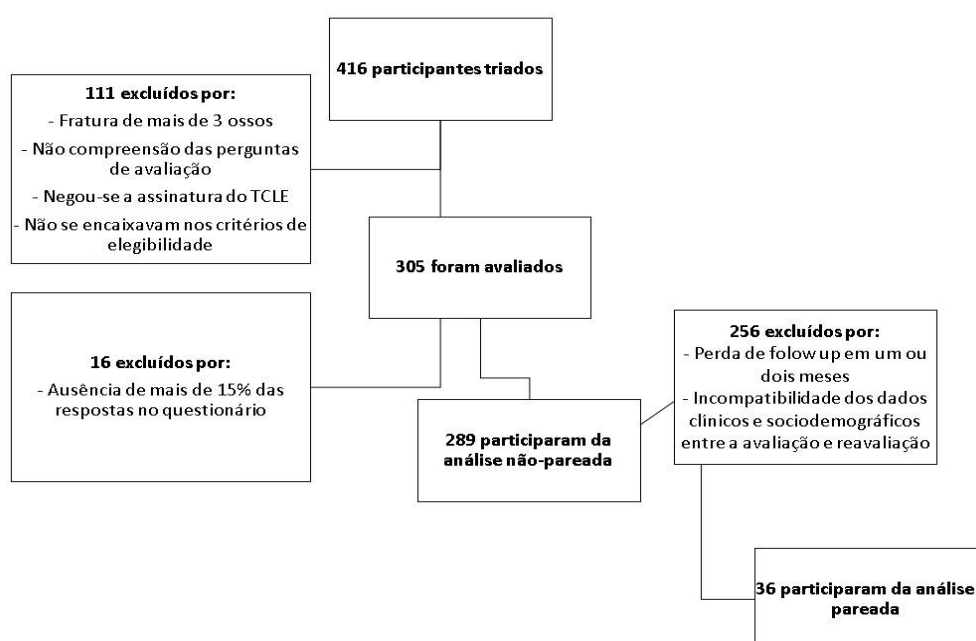 416 participantes triados
111 excluídos por:
- Fratura de mais de 3 ossos
- Não compreensão das perguntas
de avaliação
- Negou-se a assinatura do TCLE
- Não se encaixavam nos critérios de
elegibilidade
305 foram avaliados
16 excluídos por:
- Ausência de mais de 15% das
respostas no questionário
256 excluídos por:
- Perda de folow up em um ou
dois meses
- Incompatibilidade dos dados
clínicos e sociodemográficos
entre a avaliação e reavaliação
289 participaram da
análise não-pareada
36 participaram da análise
pareada